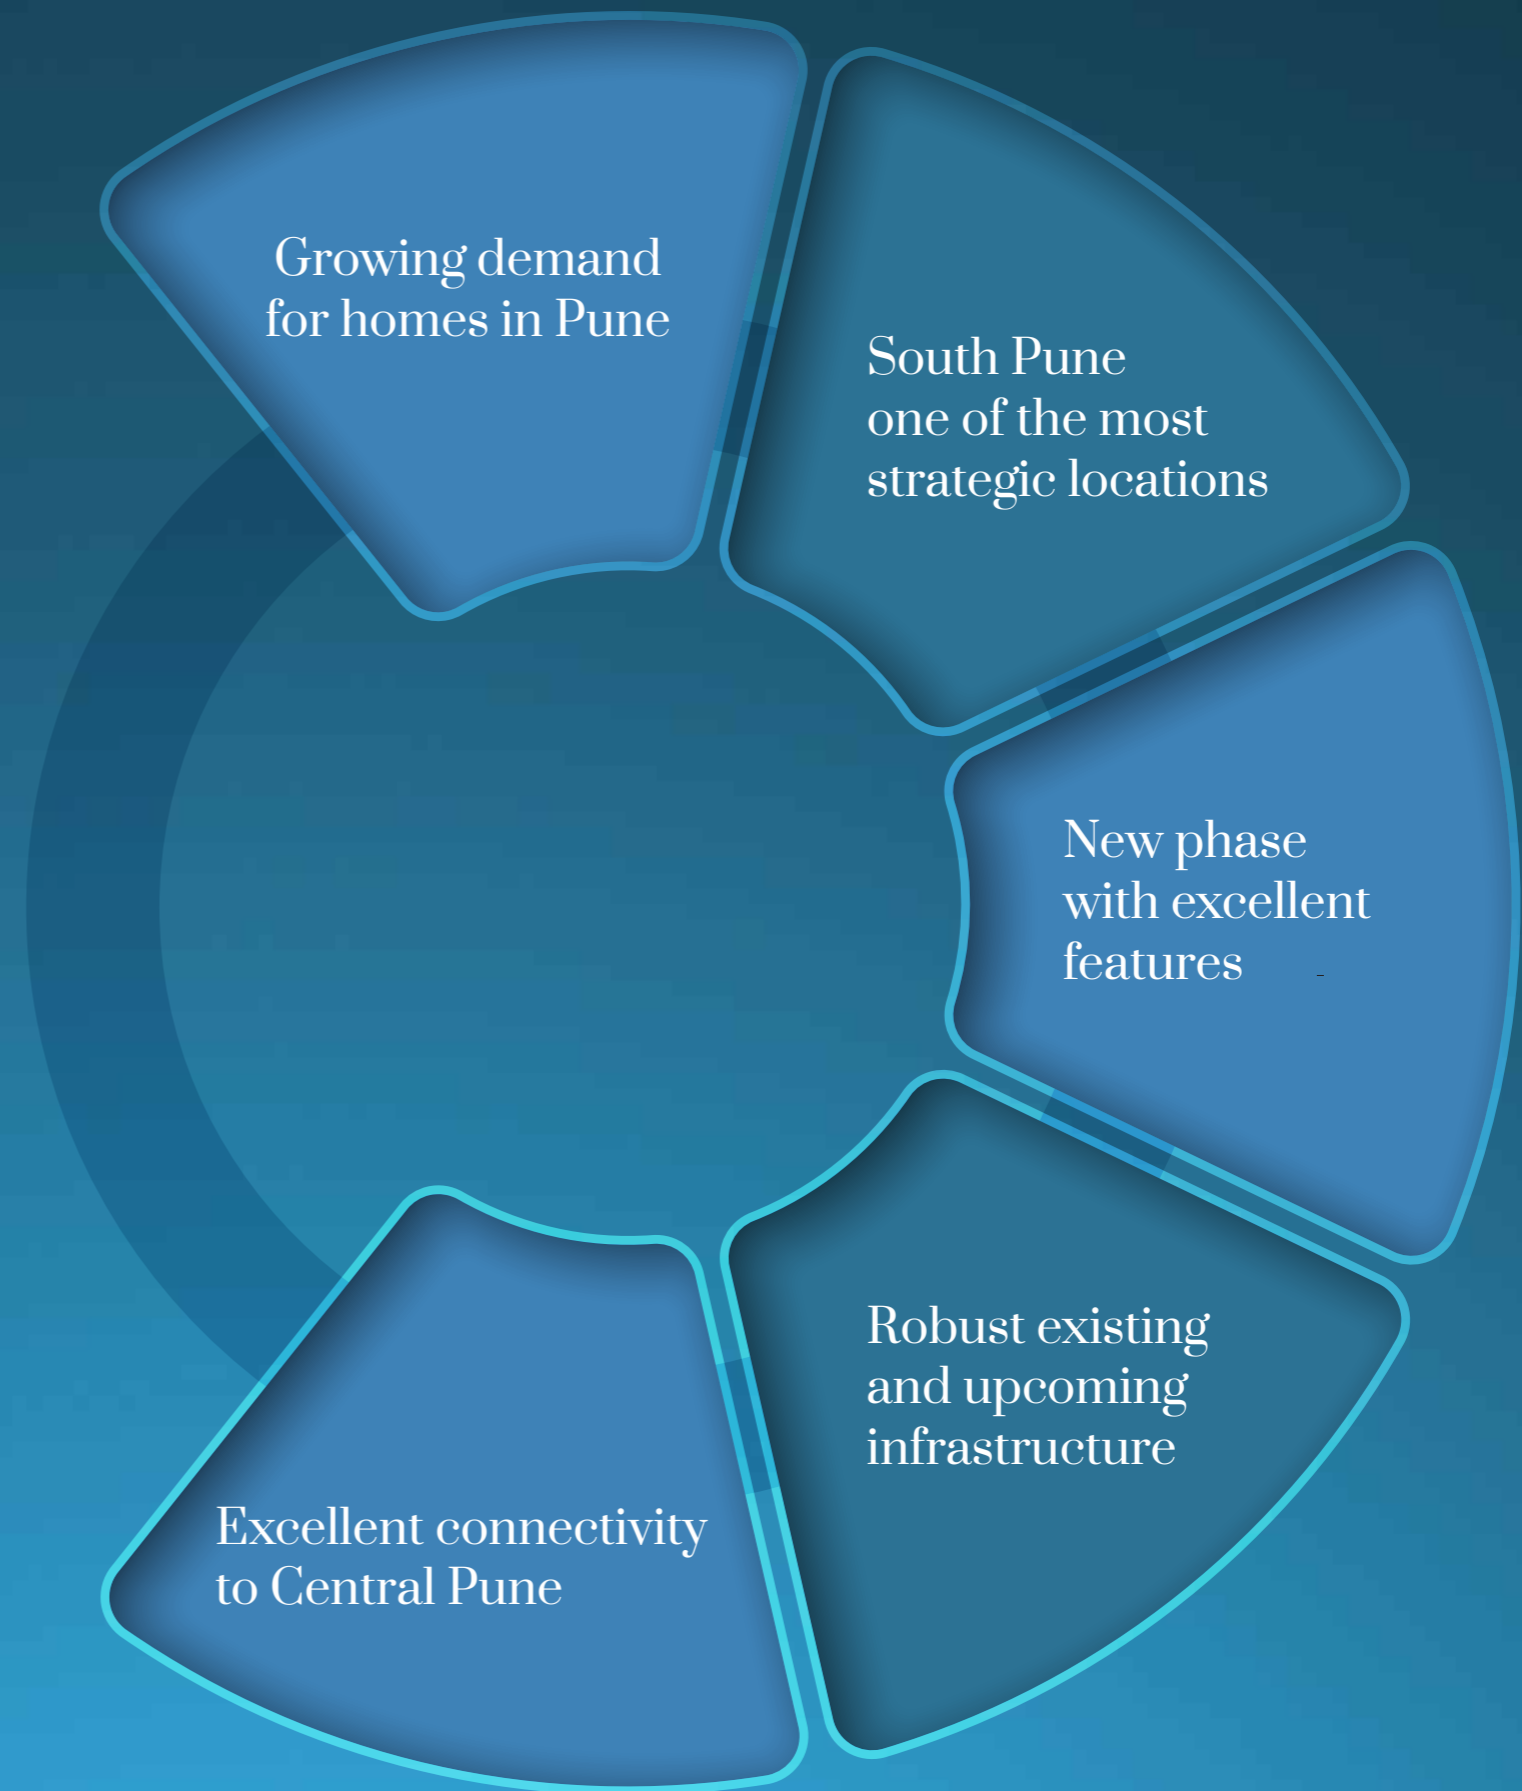 Growing demand
for homes in Pune
South Pune
one of the most
strategic locations
New phase
with excellent
features
Robust existing
and upcoming
infrastructure
Excellent connectivity
to Central Pune